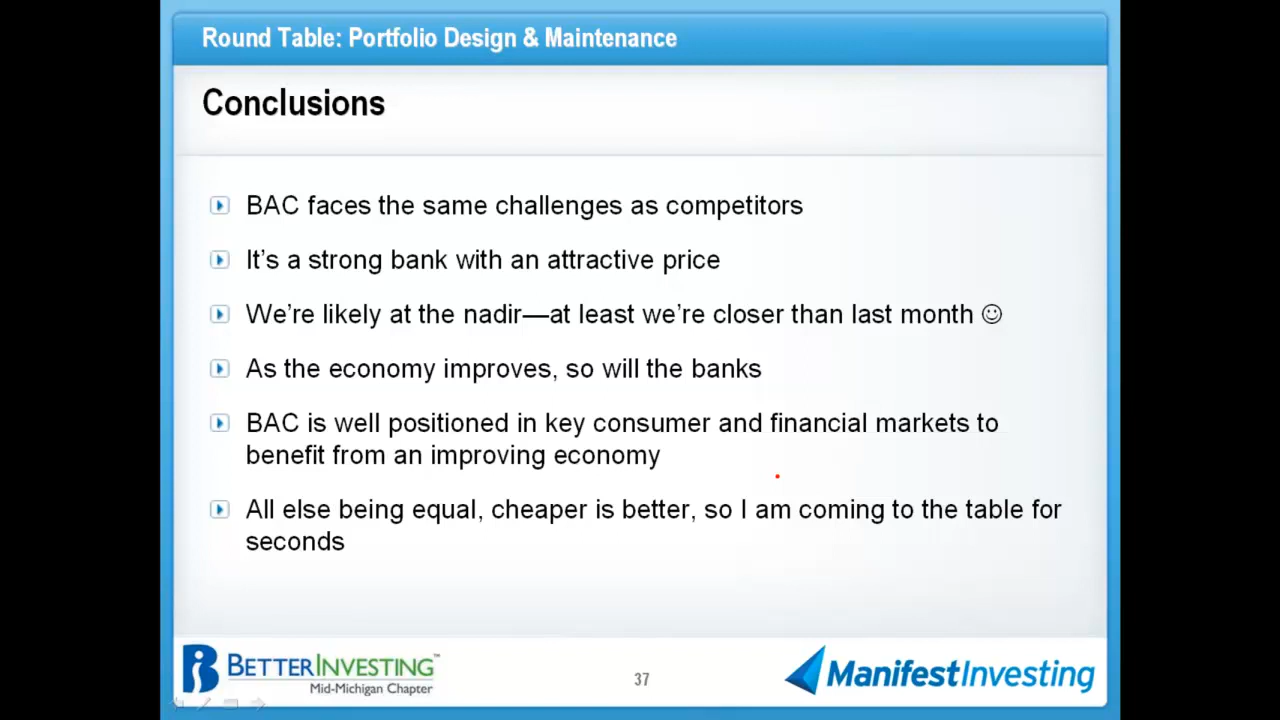 Round Table: Portfolio Design & Maintenance
Conclusions
BAC faces the same challenges as competitors
It's a strong bank with an attractive price
We're likely at the nadir—at least we're closer than last month ☺
As the economy improves, so will the banks
BAC is well positioned in key consumer and financial markets to
benefit from an improving economy
All else being equal, cheaper is better, so I am coming to the table for
seconds
BETTERINVESTING™
Mid-Michigan Chapter
37
ManifestInvesting